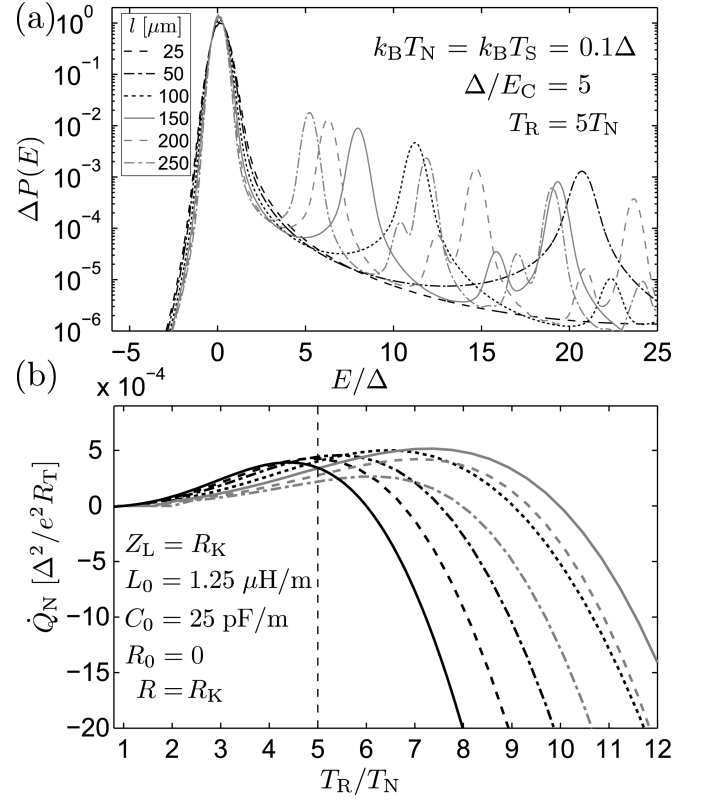 (a)
l [μm]
25
50
100
150
200
250
k_B T_N = k_B T_S = 0.1Δ
Δ/E_C = 5
T_R = 5T_N
10^0
10^−1
10^−2
10^−3
10^−4
10^−5
10^−6
ΔP(E)
−5 0 5 10 15 20 25
E/Δ
(b)
x 10^−4
5
0
−5
−10
−15
−20
Q̇_N [Δ^2/e^2R_T]
Z_L = R_K
L_0 = 1.25 μH/m
C_0 = 25 pF/m
R_0 = 0
R = R_K
1 2 3 4 5 6 7 8 9 10 11 12
T_R/T_N